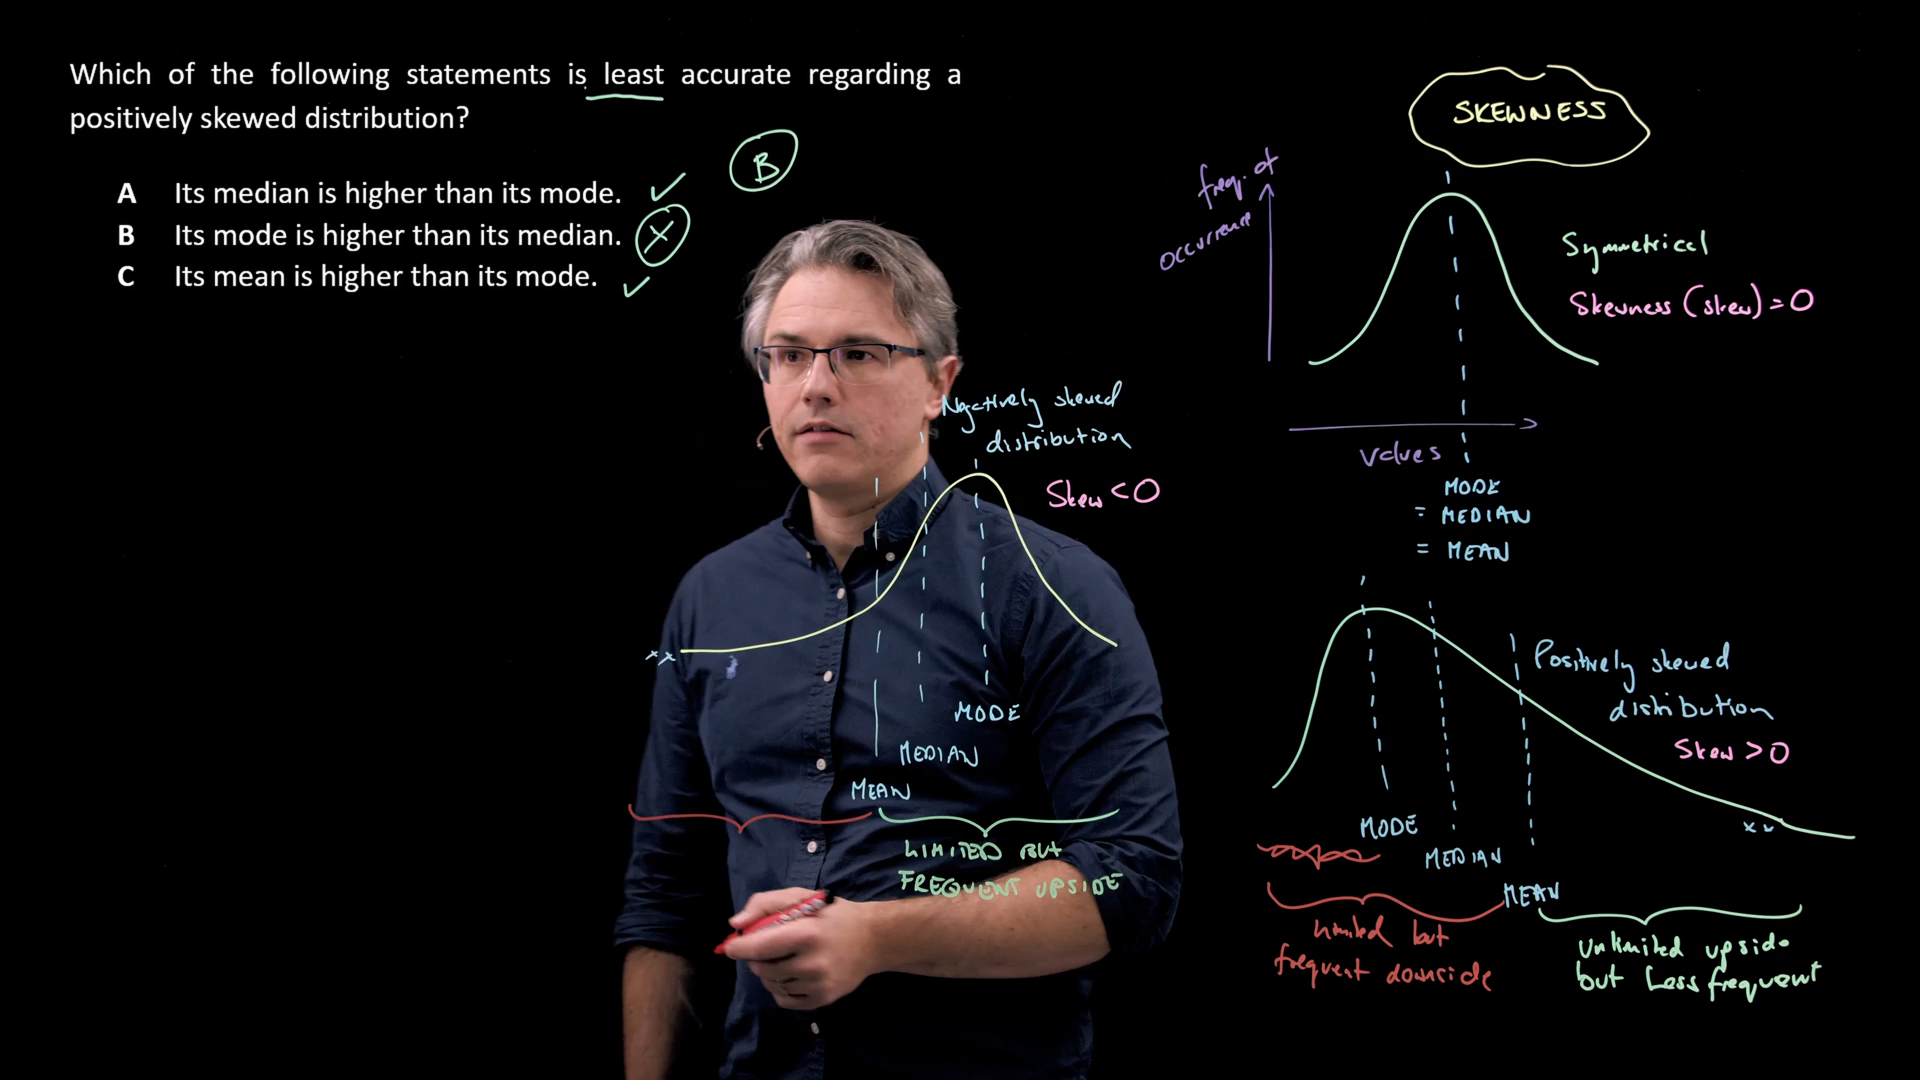 Which of the following statements is least accurate regarding a
positively skewed distribution?
B
A Its median is higher than its mode. ✓
B Its mode is higher than its median. X
C Its mean is higher than its mode. ✓
SKEWNESS
freq. of
occurrence
Symmetrical
Skewness (skew) = 0
values
MODE
= MEDIAN
= MEAN
Negatively skewed
distribution
Skew < 0
xx
MODE
MEDIAN
MEAN
LIMITED BUT
FREQUENT UPSIDE
Positively skewed
distribution
Skew > 0
MODE
MEDIAN
MEAN
limited but
frequent downside
unlimited upside
but less frequent